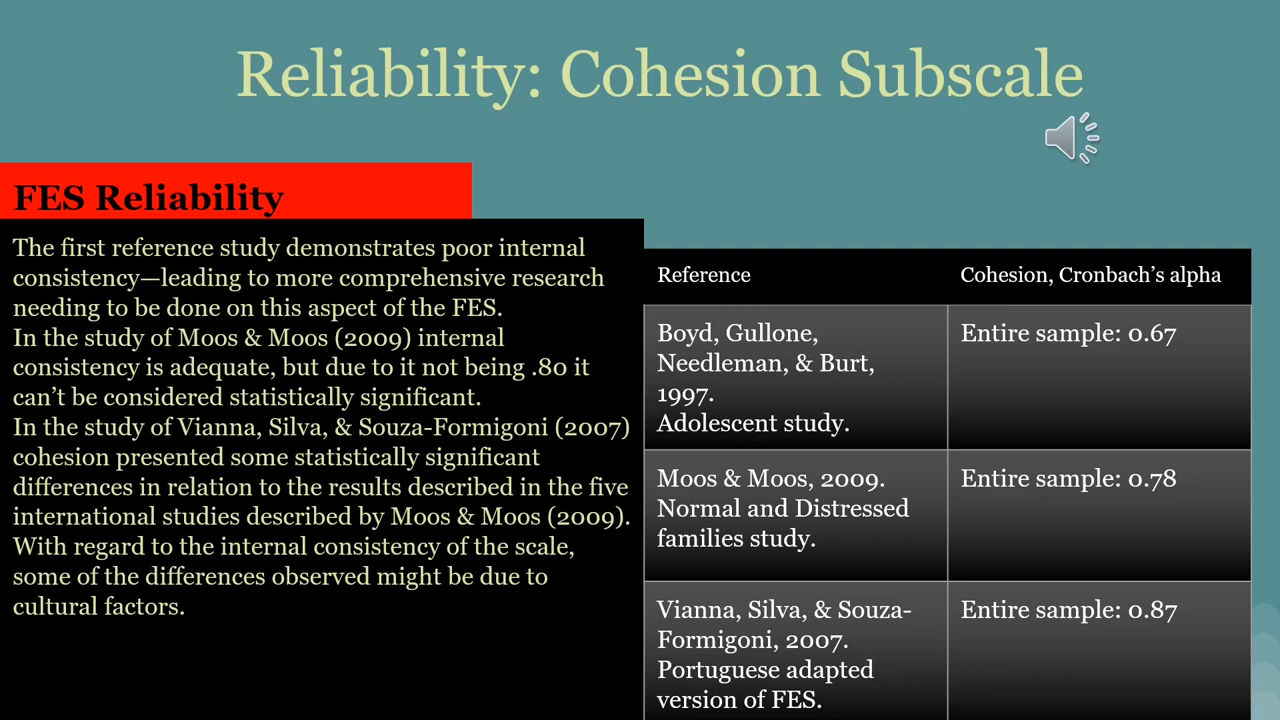 Reliability: Cohesion Subscale
FES Reliability
The first reference study demonstrates poor internal
consistency—leading to more comprehensive research
needing to be done on this aspect of the FES.
In the study of Moos & Moos (2009) internal
consistency is adequate, but due to it not being .80 it
can't be considered statistically significant.
In the study of Vianna, Silva, & Souza-Formigoni (2007)
cohesion presented some statistically significant
differences in relation to the results described in the five
international studies described by Moos & Moos (2009).
With regard to the internal consistency of the scale,
some of the differences observed might be due to
cultural factors.
Reference
Cohesion, Cronbach's alpha
Boyd, Gullone,
Needleman, & Burt,
1997.
Adolescent study.
Entire sample: 0.67
Moos & Moos, 2009.
Normal and Distressed
families study.
Entire sample: 0.78
Vianna, Silva, & Souza-
Formigoni, 2007.
Portuguese adapted
version of FES.
Entire sample: 0.87